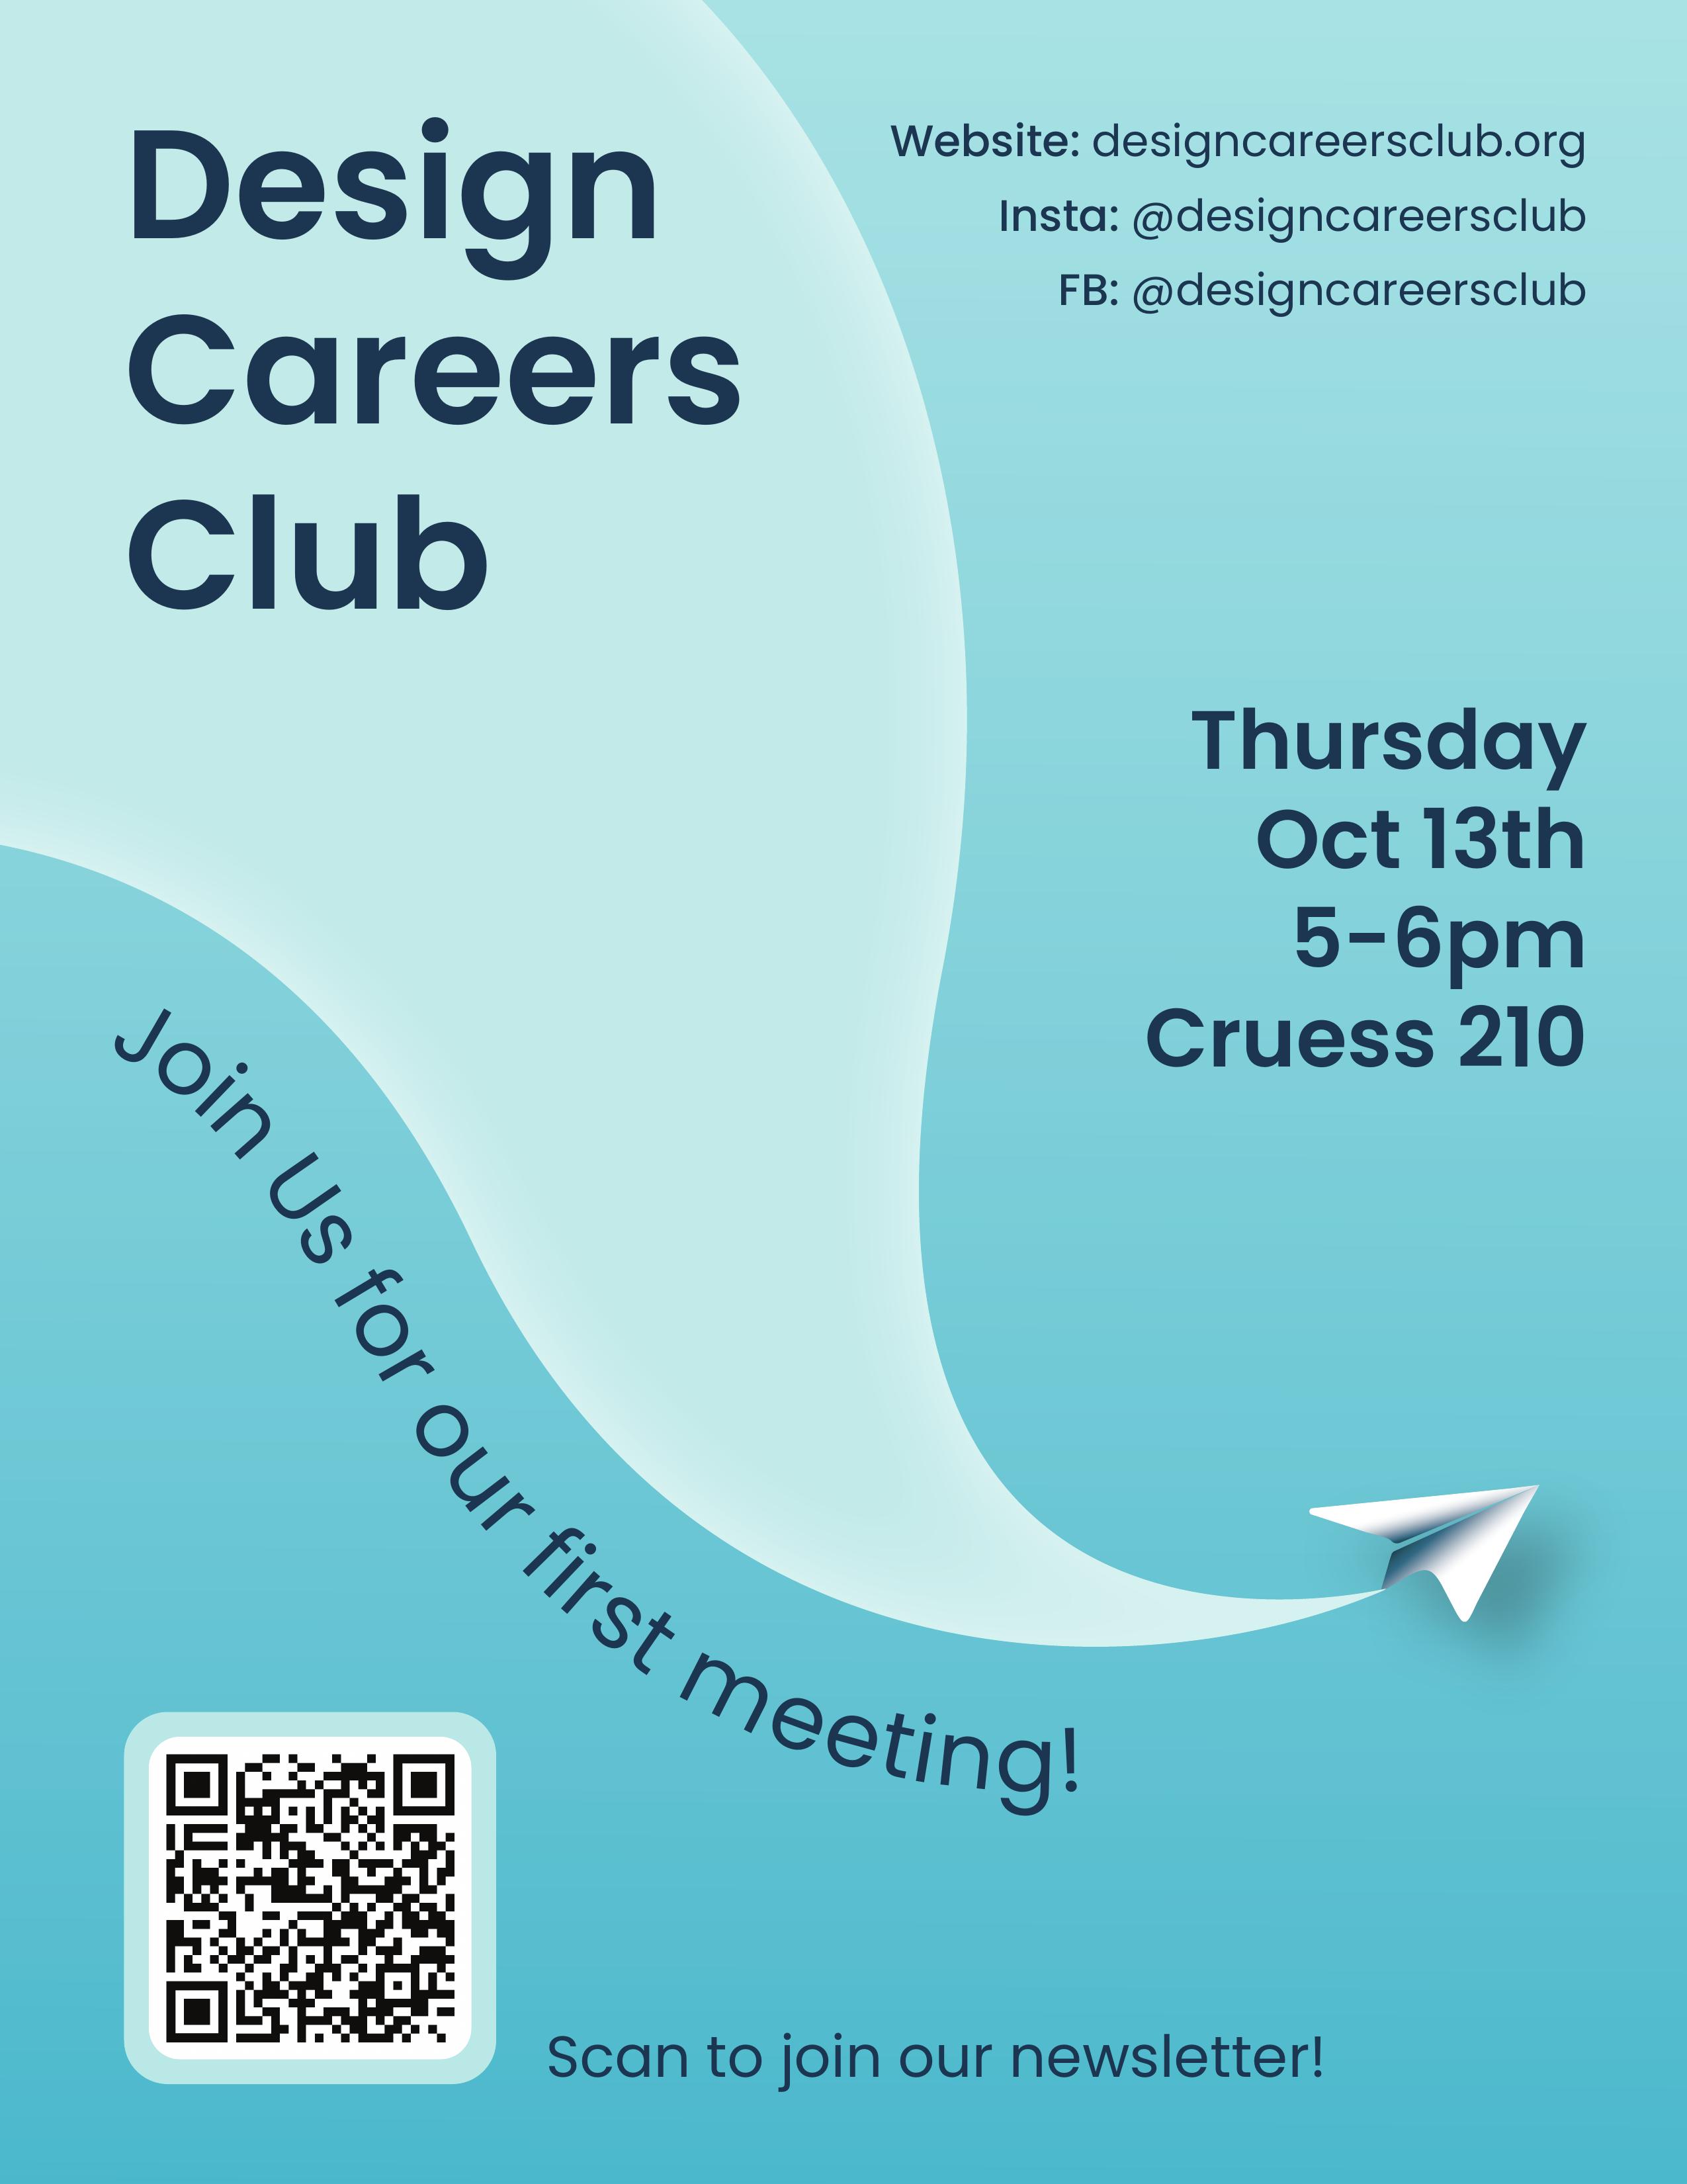 Design
Careers
Club
Website: designcareersclub.org
Insta: @designcareersclub
FB: @designcareersclub
Thursday
Oct 13th
5–6pm
Cruess 210
Join Us for our first meeting!
Scan to join our newsletter!